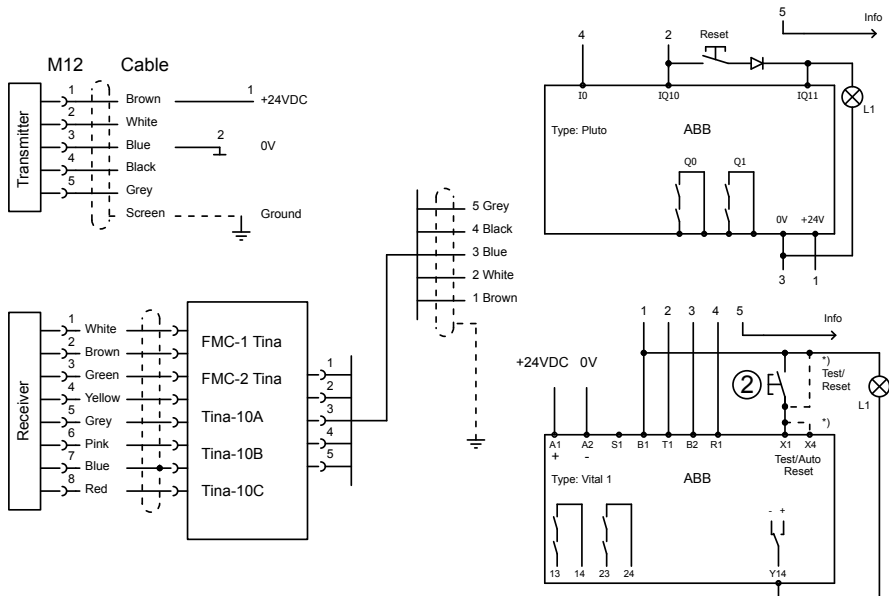 M12 Cable
Transmitter
1 Brown 1 +24VDC
2 White
3 Blue 2 0V
4 Black
5 Grey
Screen Ground
Receiver
1 White
2 Brown
3 Green
4 Yellow
5 Grey
6 Pink
7 Blue
8 Red
FMC-1 Tina
FMC-2 Tina
Tina-10A
Tina-10B
Tina-10C
1
2
3
4
5
5 Grey
4 Black
3 Blue
2 White
1 Brown
5 Info
4 2 Reset
I0 IQ10 IQ11
L1
Type: Pluto ABB
Q0 Q1
0V +24V
3 1
1 2 3 4 5 Info
+24VDC 0V
2
*)
Test/
Reset
L1
*)
A1 A2 S1 B1 T1 B2 R1 X1 X4
+ -
Test/Auto
Reset
Type: Vital 1 ABB
- +
13 14 23 24 Y14